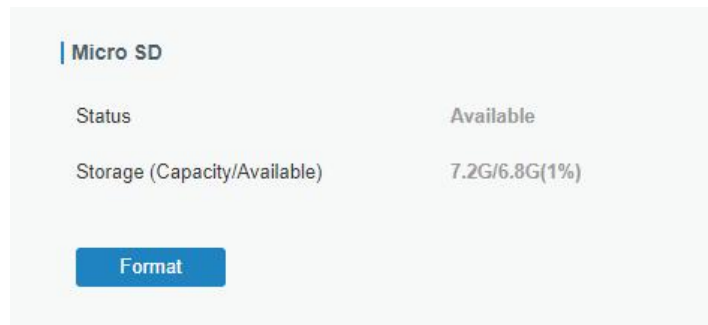 Micro SD
Status Available
Storage (Capacity/Available) 7.2G/6.8G(1%)
Format